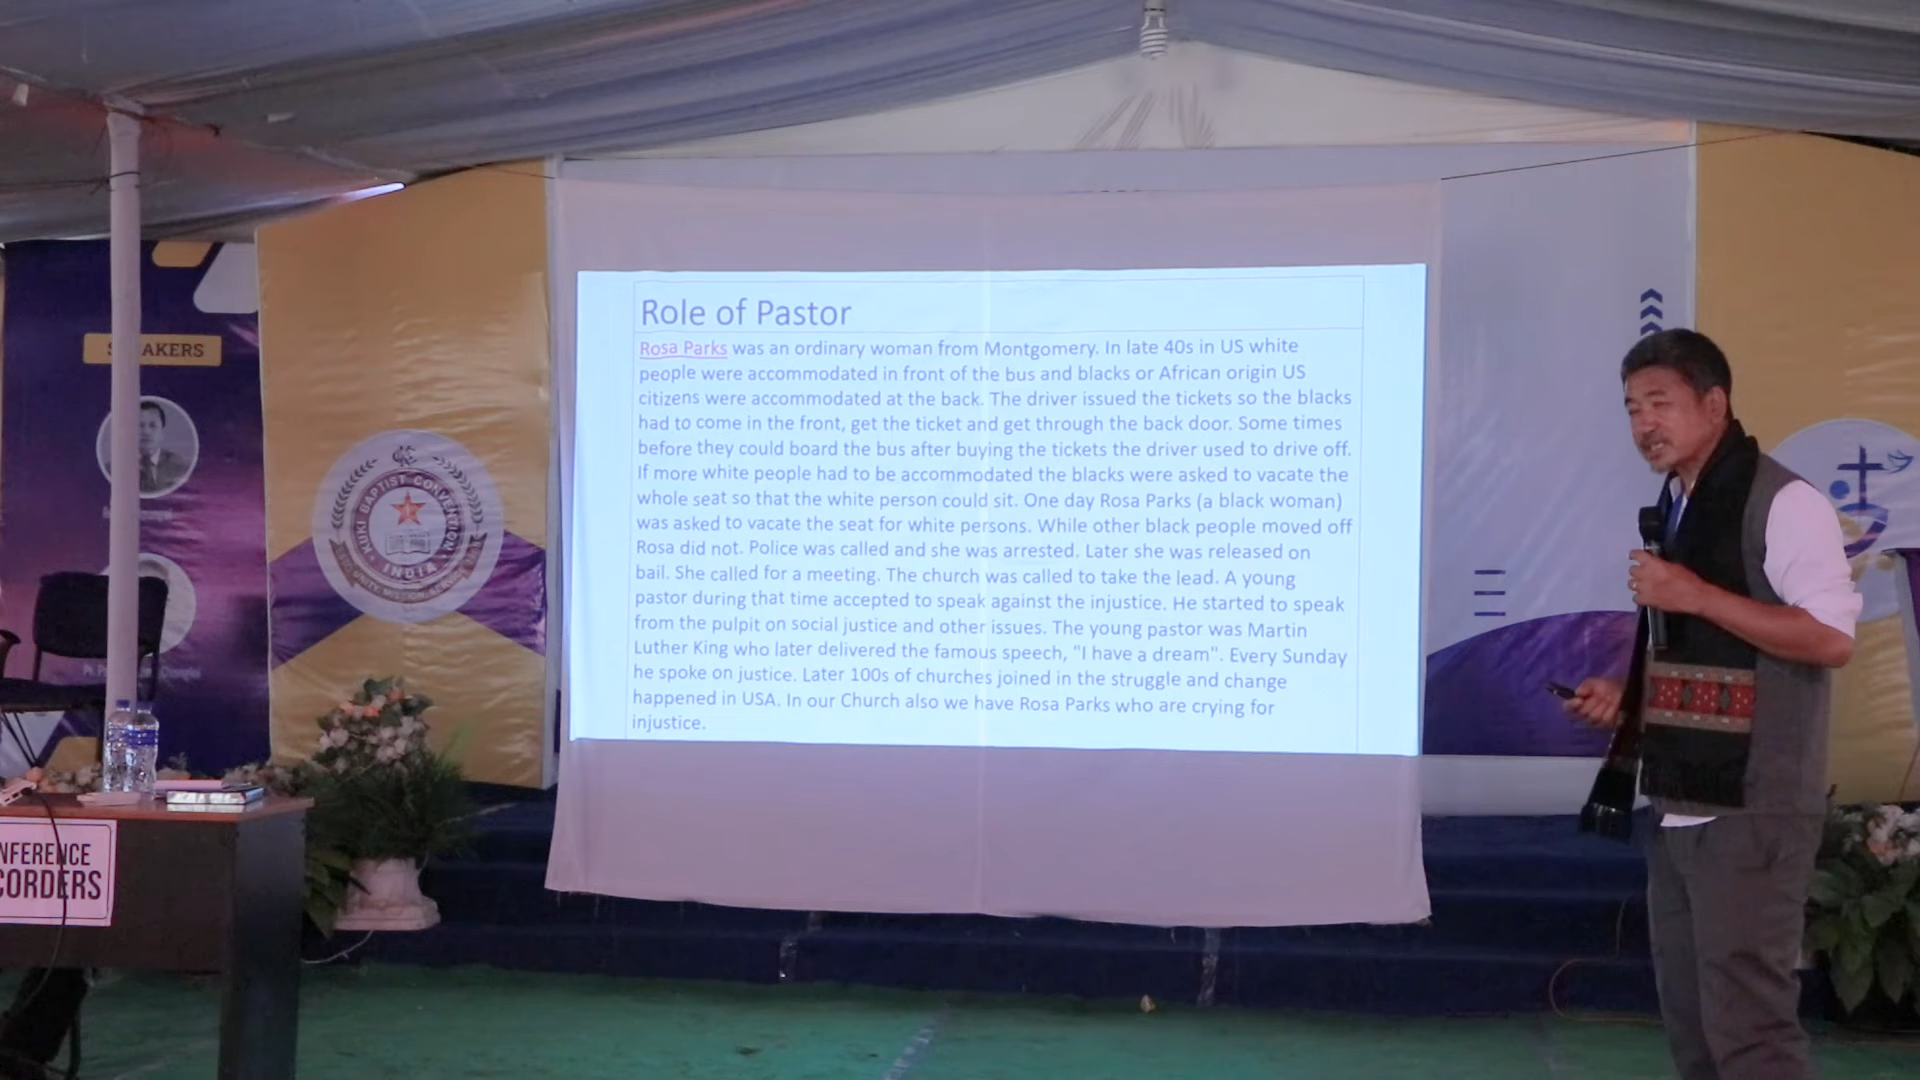 Role of Pastor
Rosa Parks was an ordinary woman from Montgomery. In late 40s in US white
people were accommodated in front of the bus and blacks or African origin US
citizens were accommodated at the back. The driver issued the tickets so the blacks
had to come in the front, get the ticket and get through the back door. Some times
before they could board the bus after buying the tickets the driver used to drive off.
If more white people had to be accommodated the blacks were asked to vacate the
whole seat so that the white person could sit. One day Rosa Parks (a black woman)
was asked to vacate the seat for white persons. While other black people moved off
Rosa did not. Police was called and she was arrested. Later she was released on
bail. She called for a meeting. The church was called to take the lead. A young
pastor during that time accepted to speak against the injustice. He started to speak
from the pulpit on social justice and other issues. The young pastor was Martin
Luther King who later delivered the famous speech, "I have a dream". Every Sunday
he spoke on justice. Later 100s of churches joined in the struggle and change
happened in USA. In our Church also we have Rosa Parks who are crying for
injustice.
KUKI BAPTIST CONVENTION
INDIA
NFERENCE
CORDERS